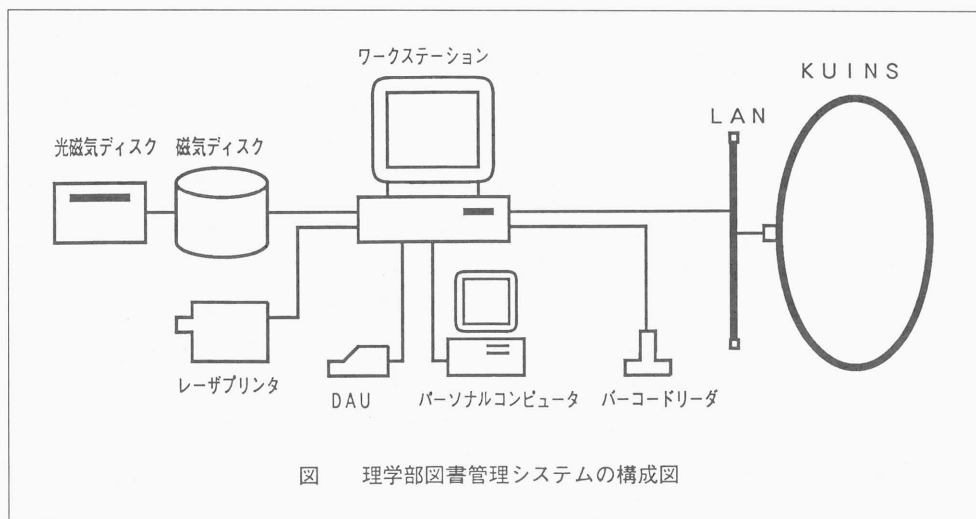 ワークステーション
KUINS
LAN
光磁気ディスク 磁気ディスク
レーザプリンタ
DAU
パーソナルコンピュータ
バーコードリーダ
図 理学部図書管理システムの構成図